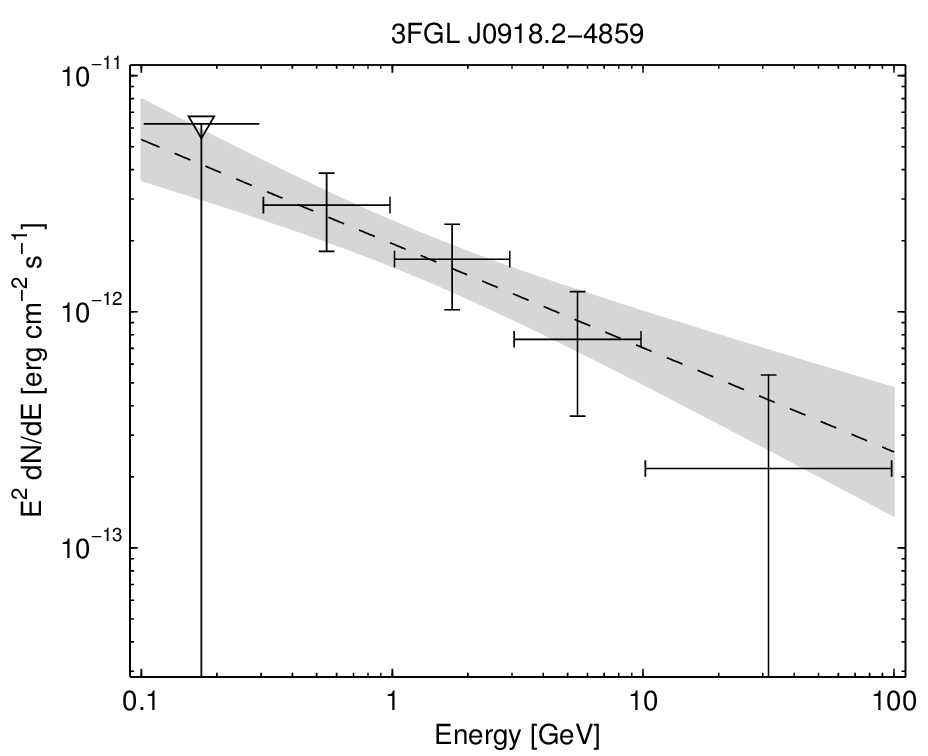 3FGL J0918.2−4859
10⁻¹¹
10⁻¹²
10⁻¹³
E² dN/dE [erg cm⁻² s⁻¹]
0.1 1 10 100
Energy [GeV]